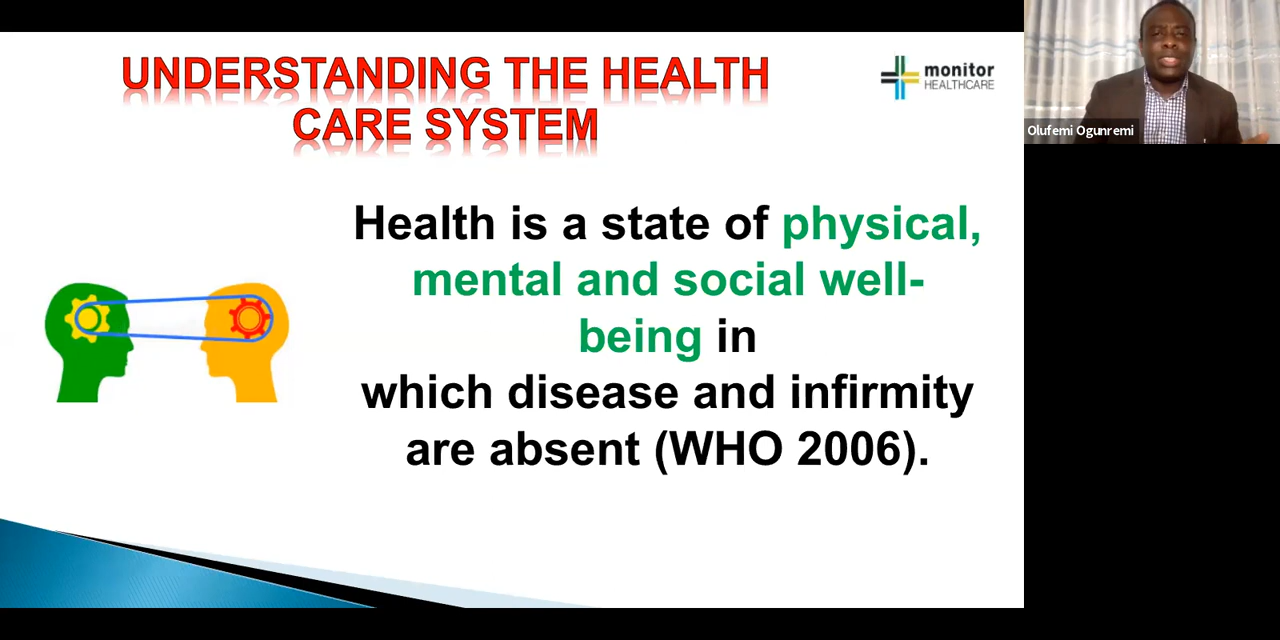 UNDERSTANDING THE HEALTH
CARE SYSTEM
monitor
HEALTHCARE
Olufemi Ogunremi
Health is a state of physical,
mental and social well-
being in
which disease and infirmity
are absent (WHO 2006).